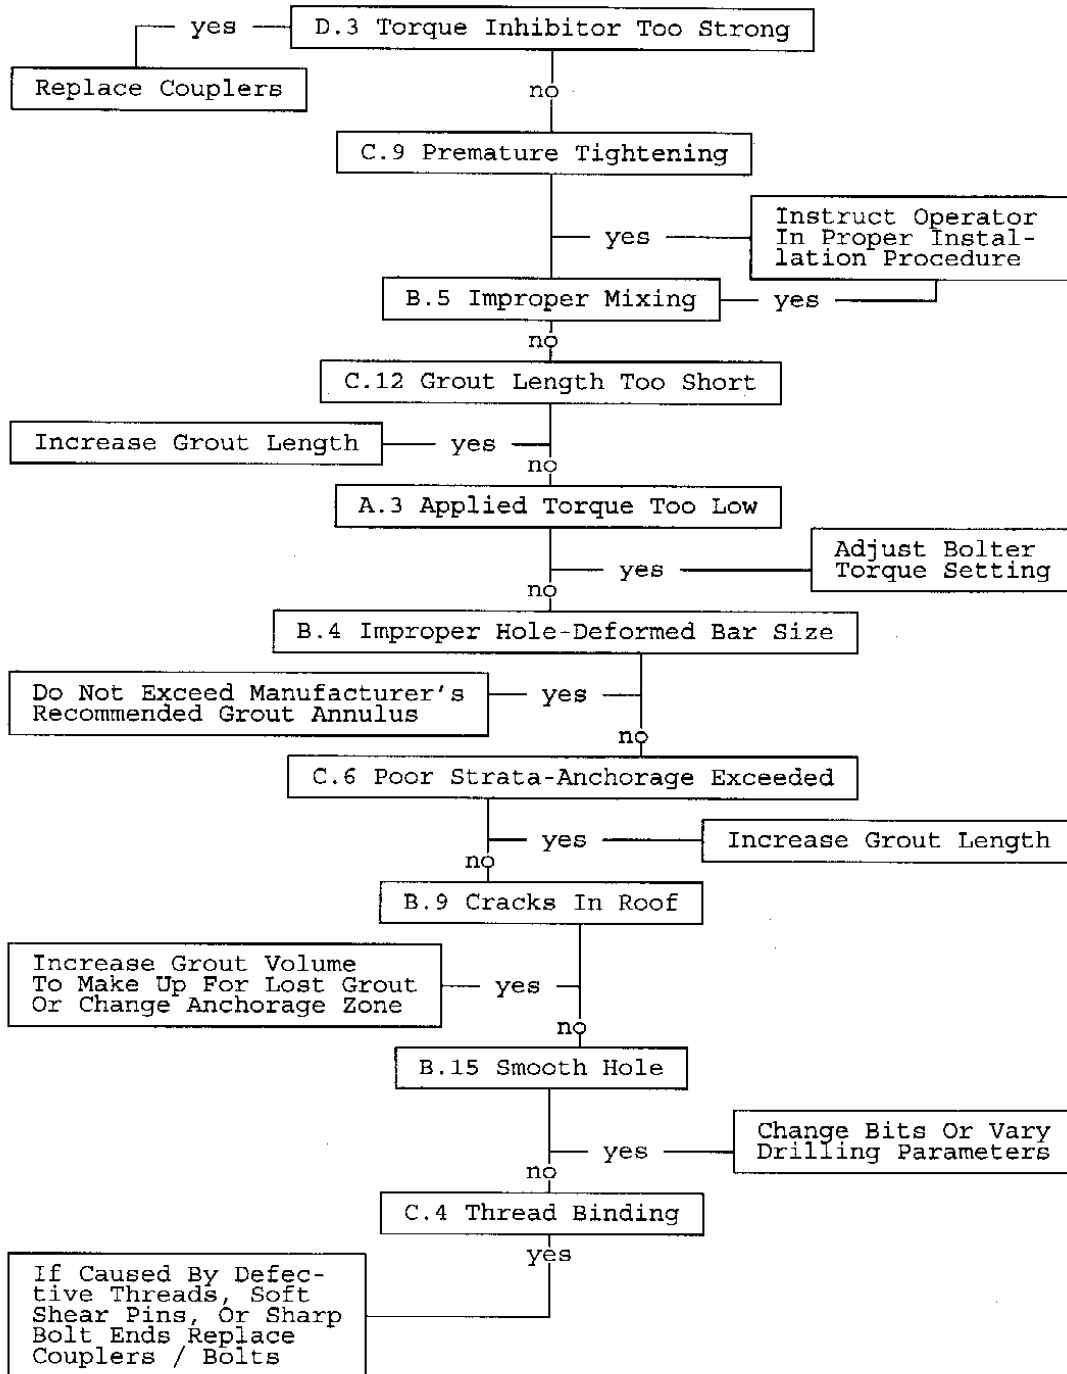 yes
D.3 Torque Inhibitor Too Strong
Replace Couplers
no
C.9 Premature Tightening
yes
Instruct Operator
In Proper Instal-
lation Procedure
B.5 Improper Mixing
yes
no
C.12 Grout Length Too Short
Increase Grout Length
yes
no
A.3 Applied Torque Too Low
yes
Adjust Bolter
Torque Setting
no
B.4 Improper Hole-Deformed Bar Size
Do Not Exceed Manufacturer's
Recommended Grout Annulus
yes
no
C.6 Poor Strata-Anchorage Exceeded
yes
Increase Grout Length
no
B.9 Cracks In Roof
Increase Grout Volume
To Make Up For Lost Grout
Or Change Anchorage Zone
yes
no
B.15 Smooth Hole
yes
Change Bits Or Vary
Drilling Parameters
no
C.4 Thread Binding
yes
If Caused By Defec-
tive Threads, Soft
Shear Pins, Or Sharp
Bolt Ends Replace
Couplers / Bolts